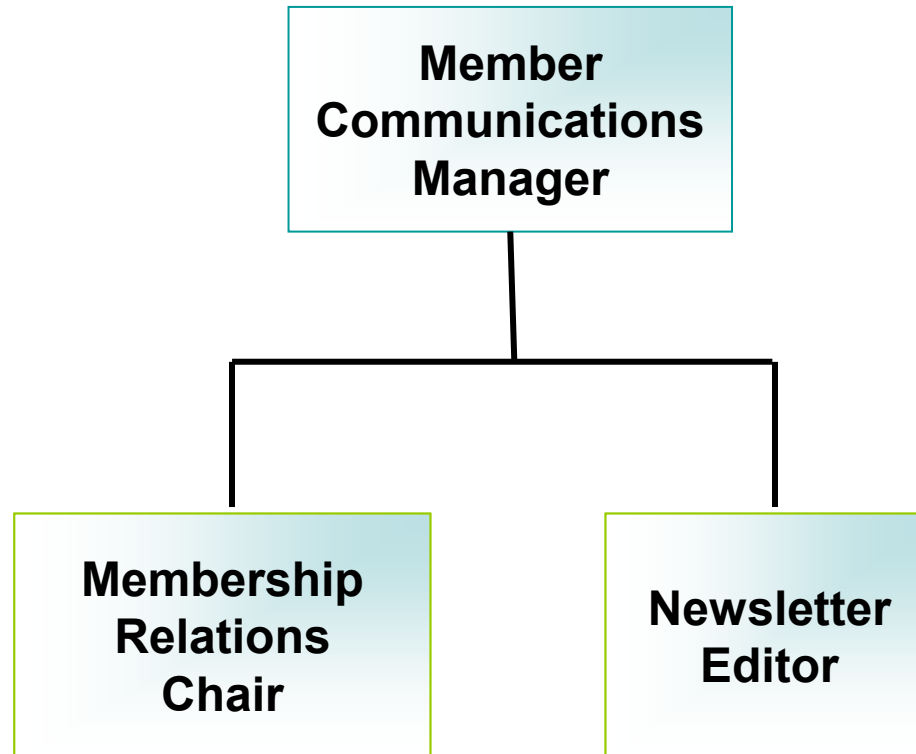 Member
Communications
Manager
Membership
Relations
Chair
Newsletter
Editor